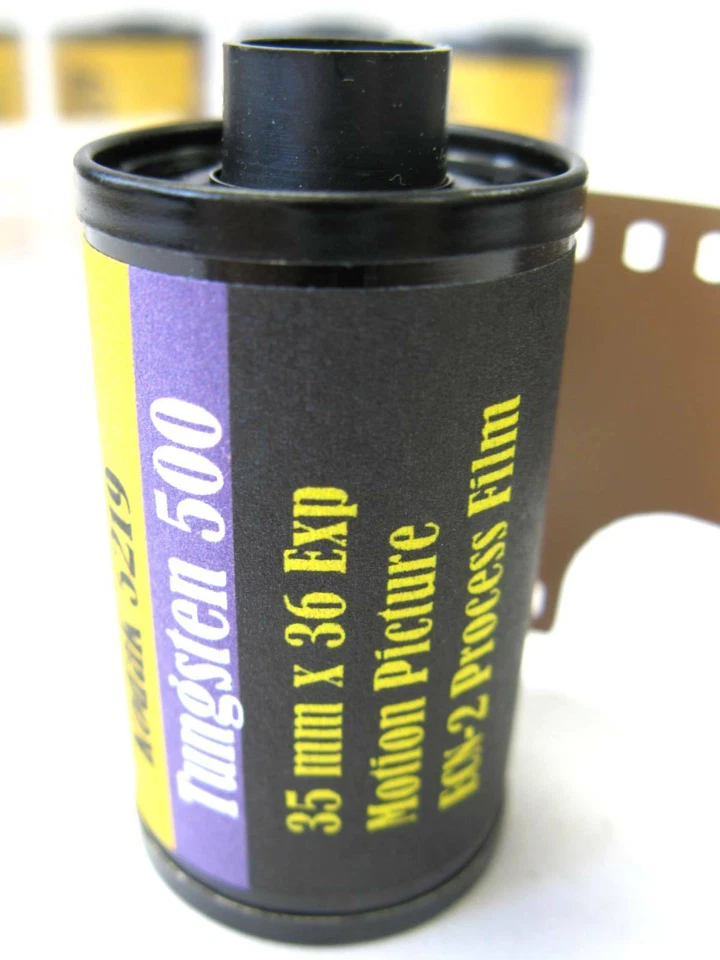 Kodak 5219
Tungsten 500
35 mm x 36 Exp
Motion Picture
ECN-2 Process Film